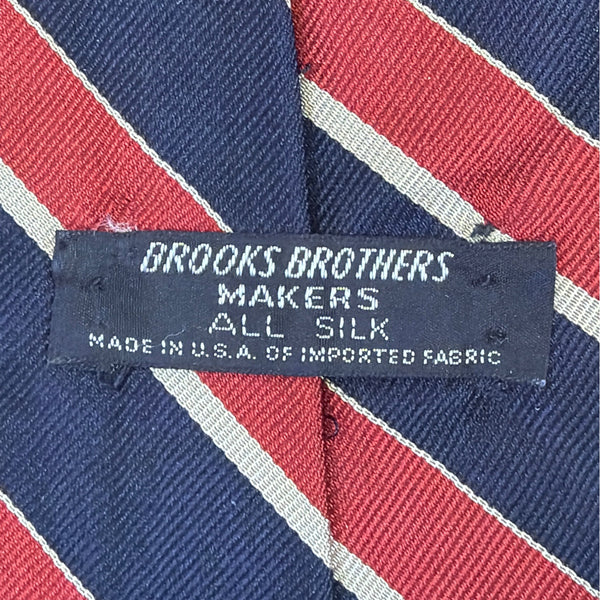 BROOKS BROTHERS
MAKERS
ALL SILK
MADE IN U.S.A. OF IMPORTED FABRIC